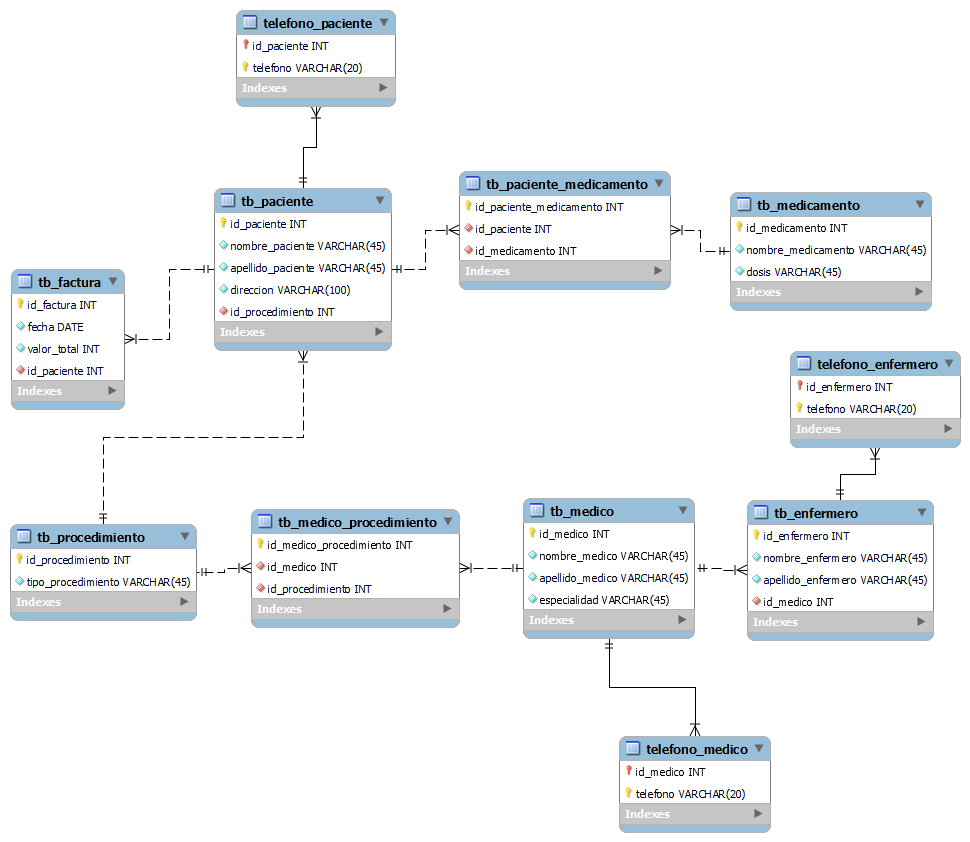 telefono_paciente
id_paciente INT
telefono VARCHAR(20)
Indexes
tb_paciente
id_paciente INT
nombre_paciente VARCHAR(45)
apellido_paciente VARCHAR(45)
direccion VARCHAR(100)
id_procedimiento INT
Indexes
tb_paciente_medicamento
id_paciente_medicamento INT
id_paciente INT
id_medicamento INT
Indexes
tb_medicamento
id_medicamento INT
nombre_medicamento VARCHAR(45)
dosis VARCHAR(45)
Indexes
tb_factura
id_factura INT
fecha DATE
valor_total INT
id_paciente INT
Indexes
telefono_enfermero
id_enfermero INT
telefono VARCHAR(20)
Indexes
tb_procedimiento
id_procedimiento INT
tipo_procedimiento VARCHAR(45)
Indexes
tb_medico_procedimiento
id_medico_procedimiento INT
id_medico INT
id_procedimiento INT
Indexes
tb_medico
id_medico INT
nombre_medico VARCHAR(45)
apellido_medico VARCHAR(45)
especialidad VARCHAR(45)
Indexes
tb_enfermero
id_enfermero INT
nombre_enfermero VARCHAR(45)
apellido_enfermero VARCHAR(45)
id_medico INT
Indexes
telefono_medico
id_medico INT
telefono VARCHAR(20)
Indexes